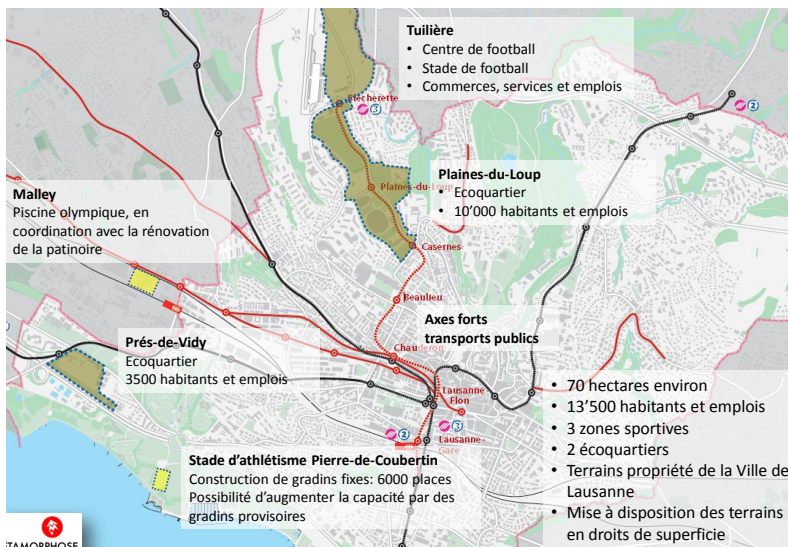 Tuilière
• Centre de football
• Stade de football
• Commerces, services et emplois
Blécherette
3
2
Plaines-du-Loup
Plaines-du-Loup
• Ecoquartier
• 10'000 habitants et emplois
Malley
Piscine olympique, en
coordination avec la rénovation
de la patinoire
Casernes
Beaulieu
Axes forts
transports publics
Prés-de-Vidy
Ecoquartier
3500 habitants et emplois
Chauderon
Lausanne
Flon
• 70 hectares environ
• 13'500 habitants et emplois
• 3 zones sportives
• 2 écoquartiers
• Terrains propriété de la Ville de
Lausanne
• Mise à disposition des terrains
en droits de superficie
2
3
Lausanne
Gare
Stade d'athlétisme Pierre-de-Coubertin
Construction de gradins fixes: 6000 places
Possibilité d'augmenter la capacité par des
gradins provisoires
TAMORPHOSE